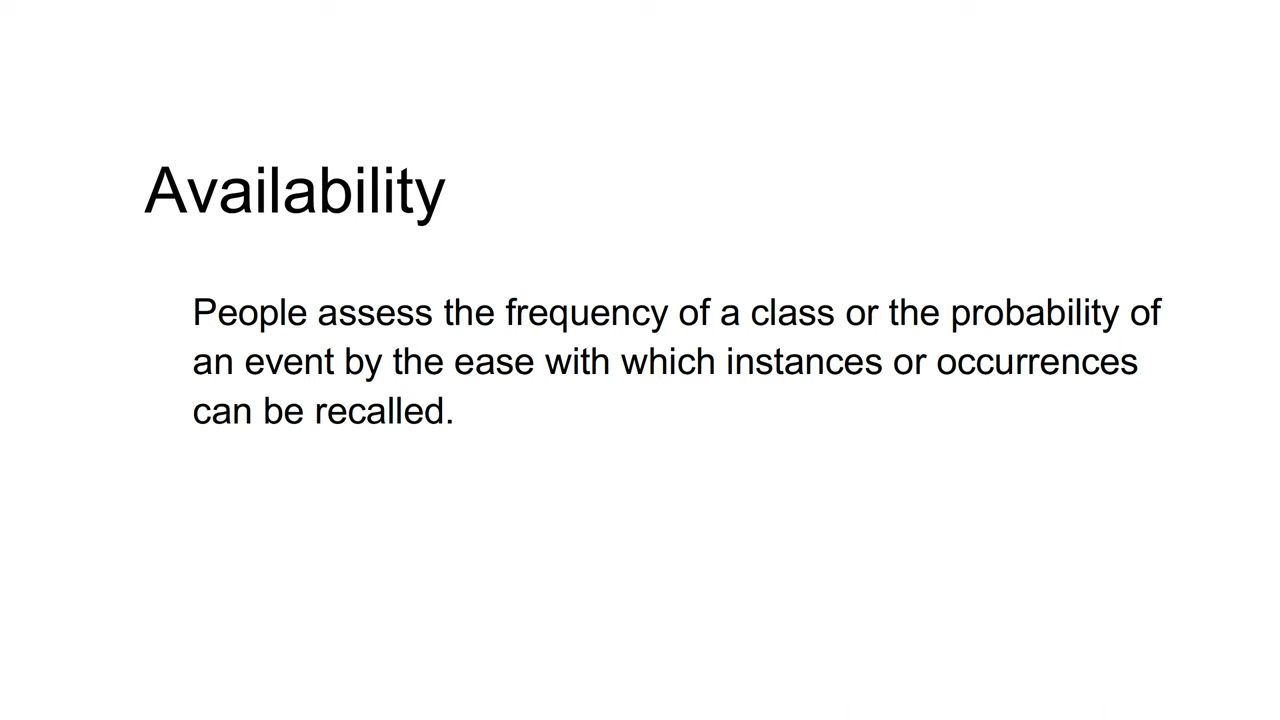 Availability
People assess the frequency of a class or the probability of
an event by the ease with which instances or occurrences
can be recalled.